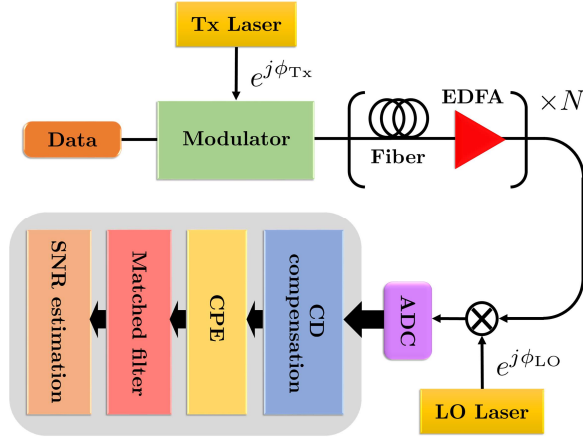 Tx Laser
e^{jϕ_Tx}
Data
Modulator
Fiber
EDFA
×N
SNR estimation
Matched filter
CPE
CD
compensation
ADC
e^{jϕ_LO}
LO Laser